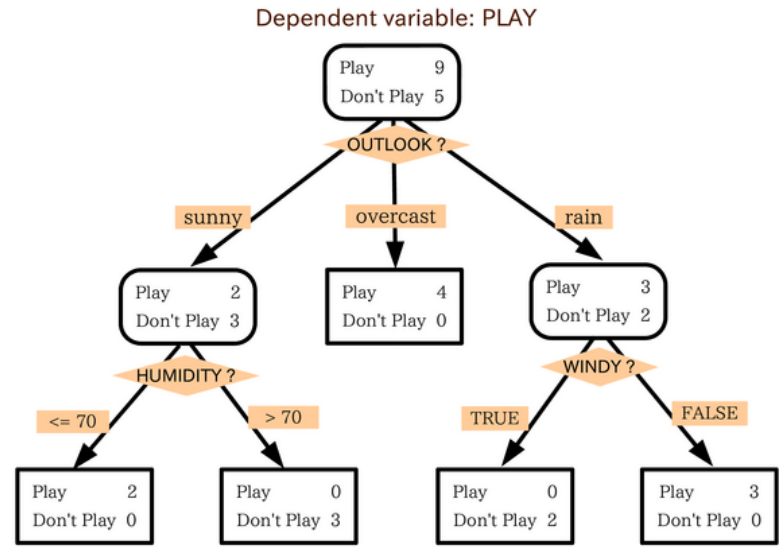 Dependent variable: PLAY
Play 9
Don't Play 5
OUTLOOK ?
sunny
overcast
rain
Play 2
Don't Play 3
Play 4
Don't Play 0
Play 3
Don't Play 2
HUMIDITY ?
WINDY ?
<= 70
> 70
TRUE
FALSE
Play 2
Don't Play 0
Play 0
Don't Play 3
Play 0
Don't Play 2
Play 3
Don't Play 0